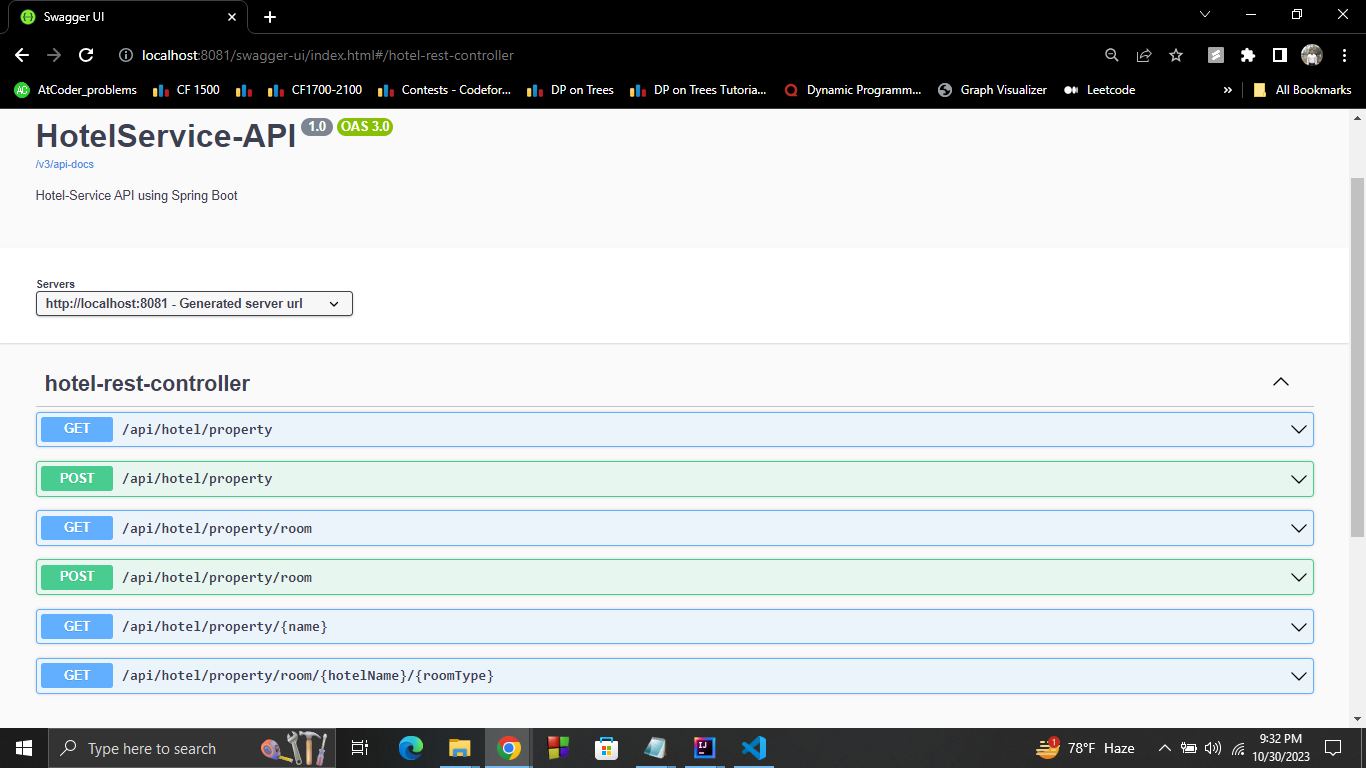 Swagger UI
localhost:8081/swagger-ui/index.html#/hotel-rest-controller
AC AtCoder_problems CF 1500 CF1700-2100 Contests - Codefor... DP on Trees DP on Trees Tutoria... Dynamic Programm... Graph Visualizer Leetcode » All Bookmarks
HotelService-API 1.0 OAS 3.0
/v3/api-docs
Hotel-Service API using Spring Boot
Servers
http://localhost:8081 - Generated server url
hotel-rest-controller
GET /api/hotel/property
POST /api/hotel/property
GET /api/hotel/property/room
POST /api/hotel/property/room
GET /api/hotel/property/{name}
GET /api/hotel/property/room/{hotelName}/{roomType}
Type here to search
1 78°F Haze
9:32 PM
10/30/2023